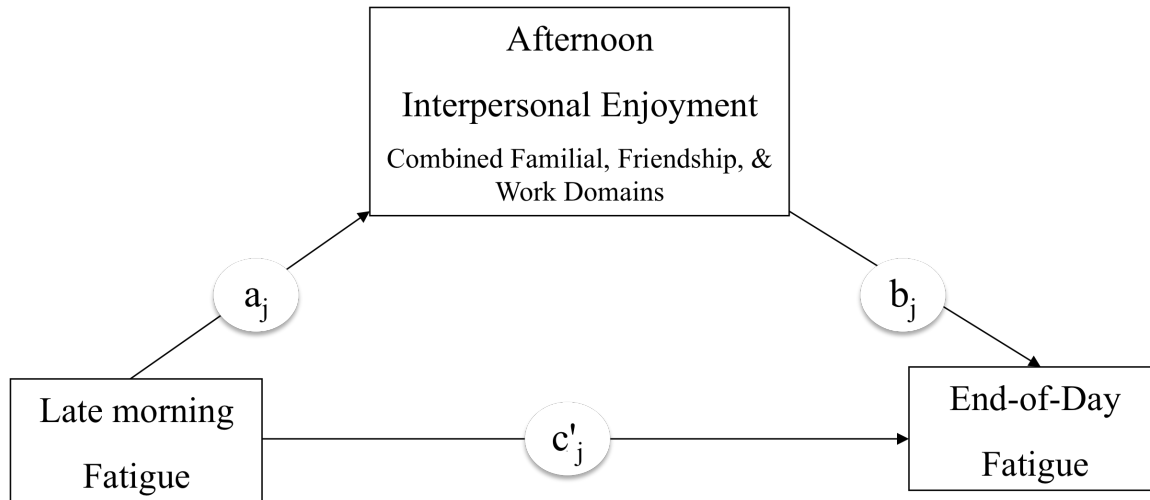 Afternoon
Interpersonal Enjoyment
Combined Familial, Friendship, &
Work Domains
aj
bj
Late morning
Fatigue
c'j
End-of-Day
Fatigue